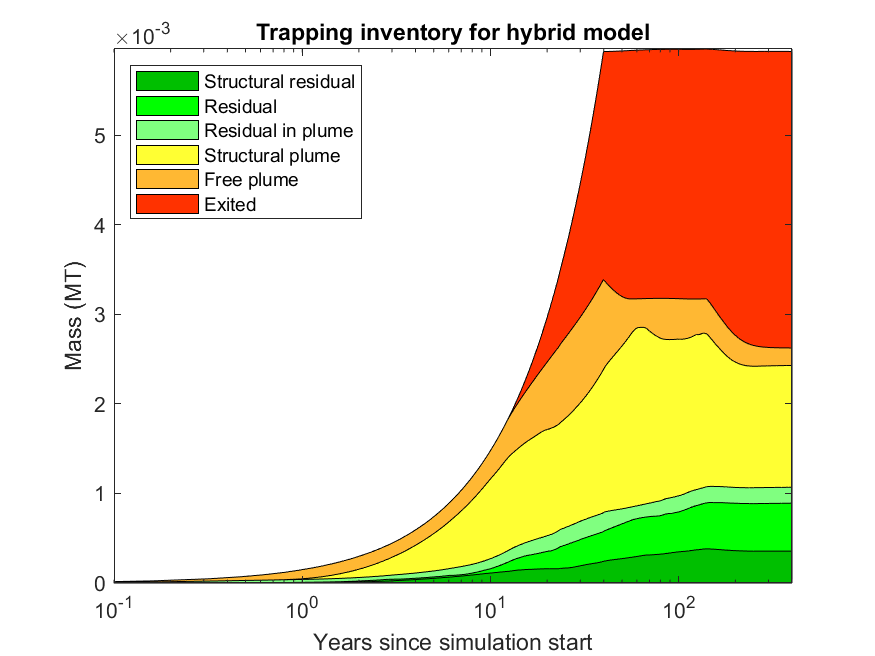 Trapping inventory for hybrid model
×10⁻³
Structural residual
Residual
Residual in plume
Structural plume
Free plume
Exited
5
4
3
2
1
0
Mass (MT)
10⁻¹ 10⁰ 10¹ 10²
Years since simulation start